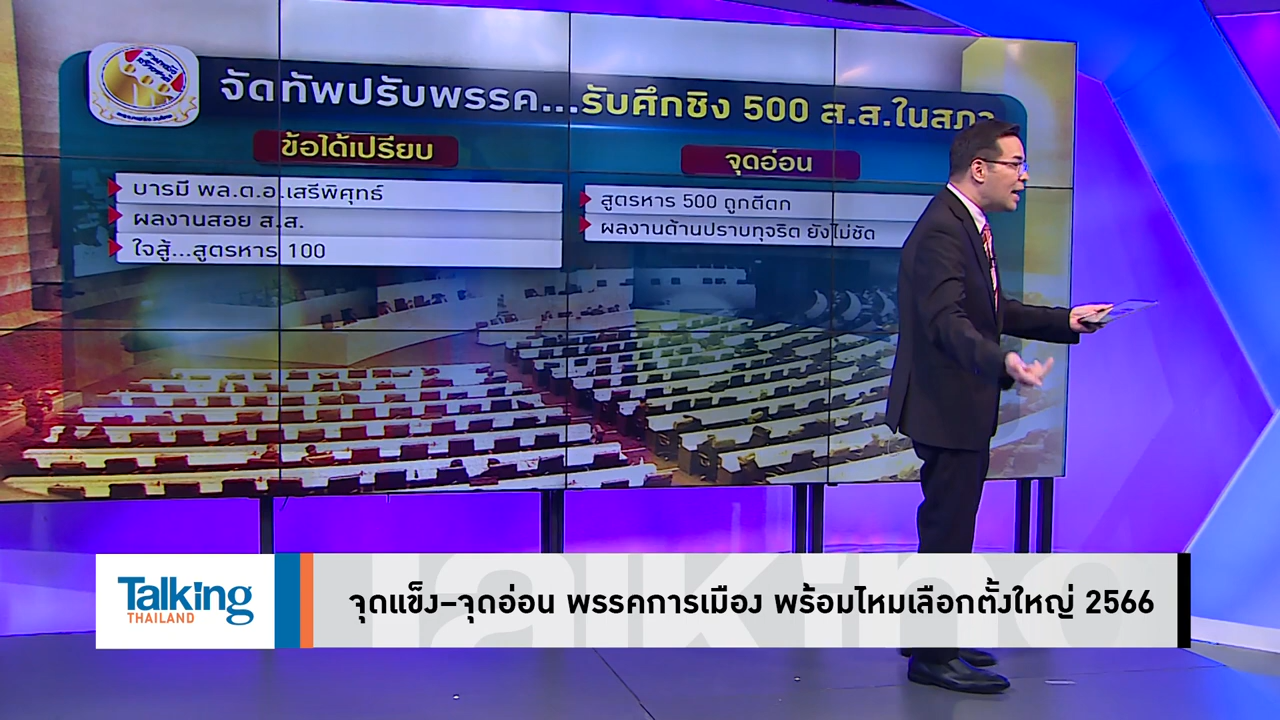 จัดทัพปรับพรรค...รับศึกชิง 500 ส.ส.ในสภา
ข้อได้เปรียบ
บารมี พล.ต.อ.เสรีพิศุทธ์
ผลงานสอย ส.ส.
ใจสู้...สูตรหาร 100
จุดอ่อน
สูตรหาร 500 ถูกตีตก
ผลงานด้านปราบทุจริต ยังไม่ชัด
Talking
THAILAND
จุดแข็ง-จุดอ่อน พรรคการเมือง พร้อมไหมเลือกตั้งใหญ่ 2566